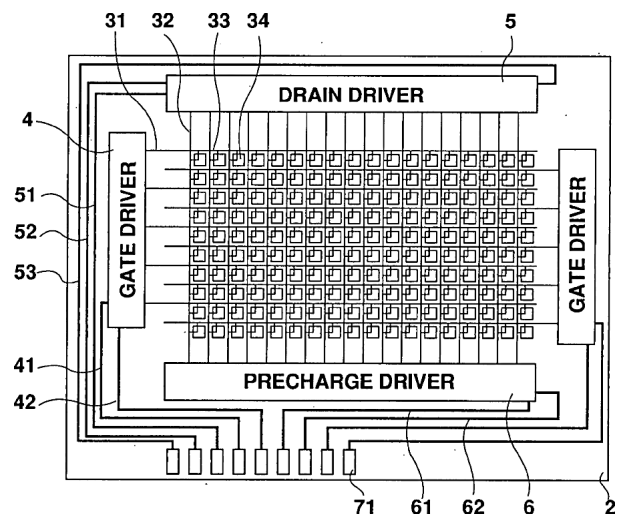 31 32 33 34 5
DRAIN DRIVER
4
GATE DRIVER
51
52
53
GATE DRIVER
41
42
PRECHARGE DRIVER
71 61 62 6 2